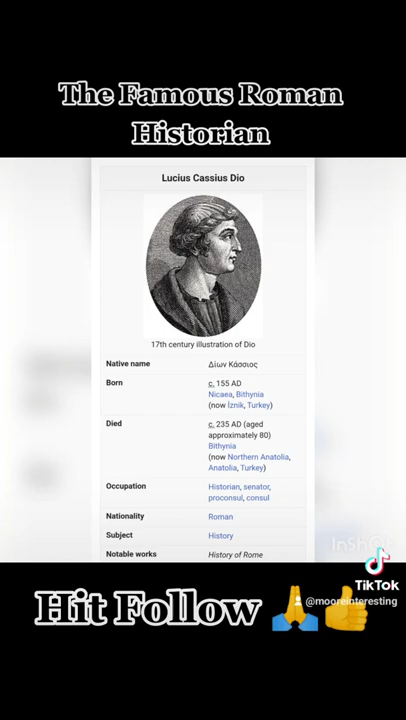 The Famous Roman
Historian
Lucius Cassius Dio
17th century illustration of Dio
Native name Δίων Κάσσιος
Born c. 155 AD
Nicaea, Bithynia
(now İznik, Turkey)
Died c. 235 AD (aged
approximately 80)
Bithynia
(now Northern Anatolia,
Anatolia, Turkey)
Occupation Historian, senator,
proconsul, consul
Nationality Roman
Subject History
Notable works History of Rome
InShOt
TikTok
Hit Follow 🙏👍
@mooreinteresting